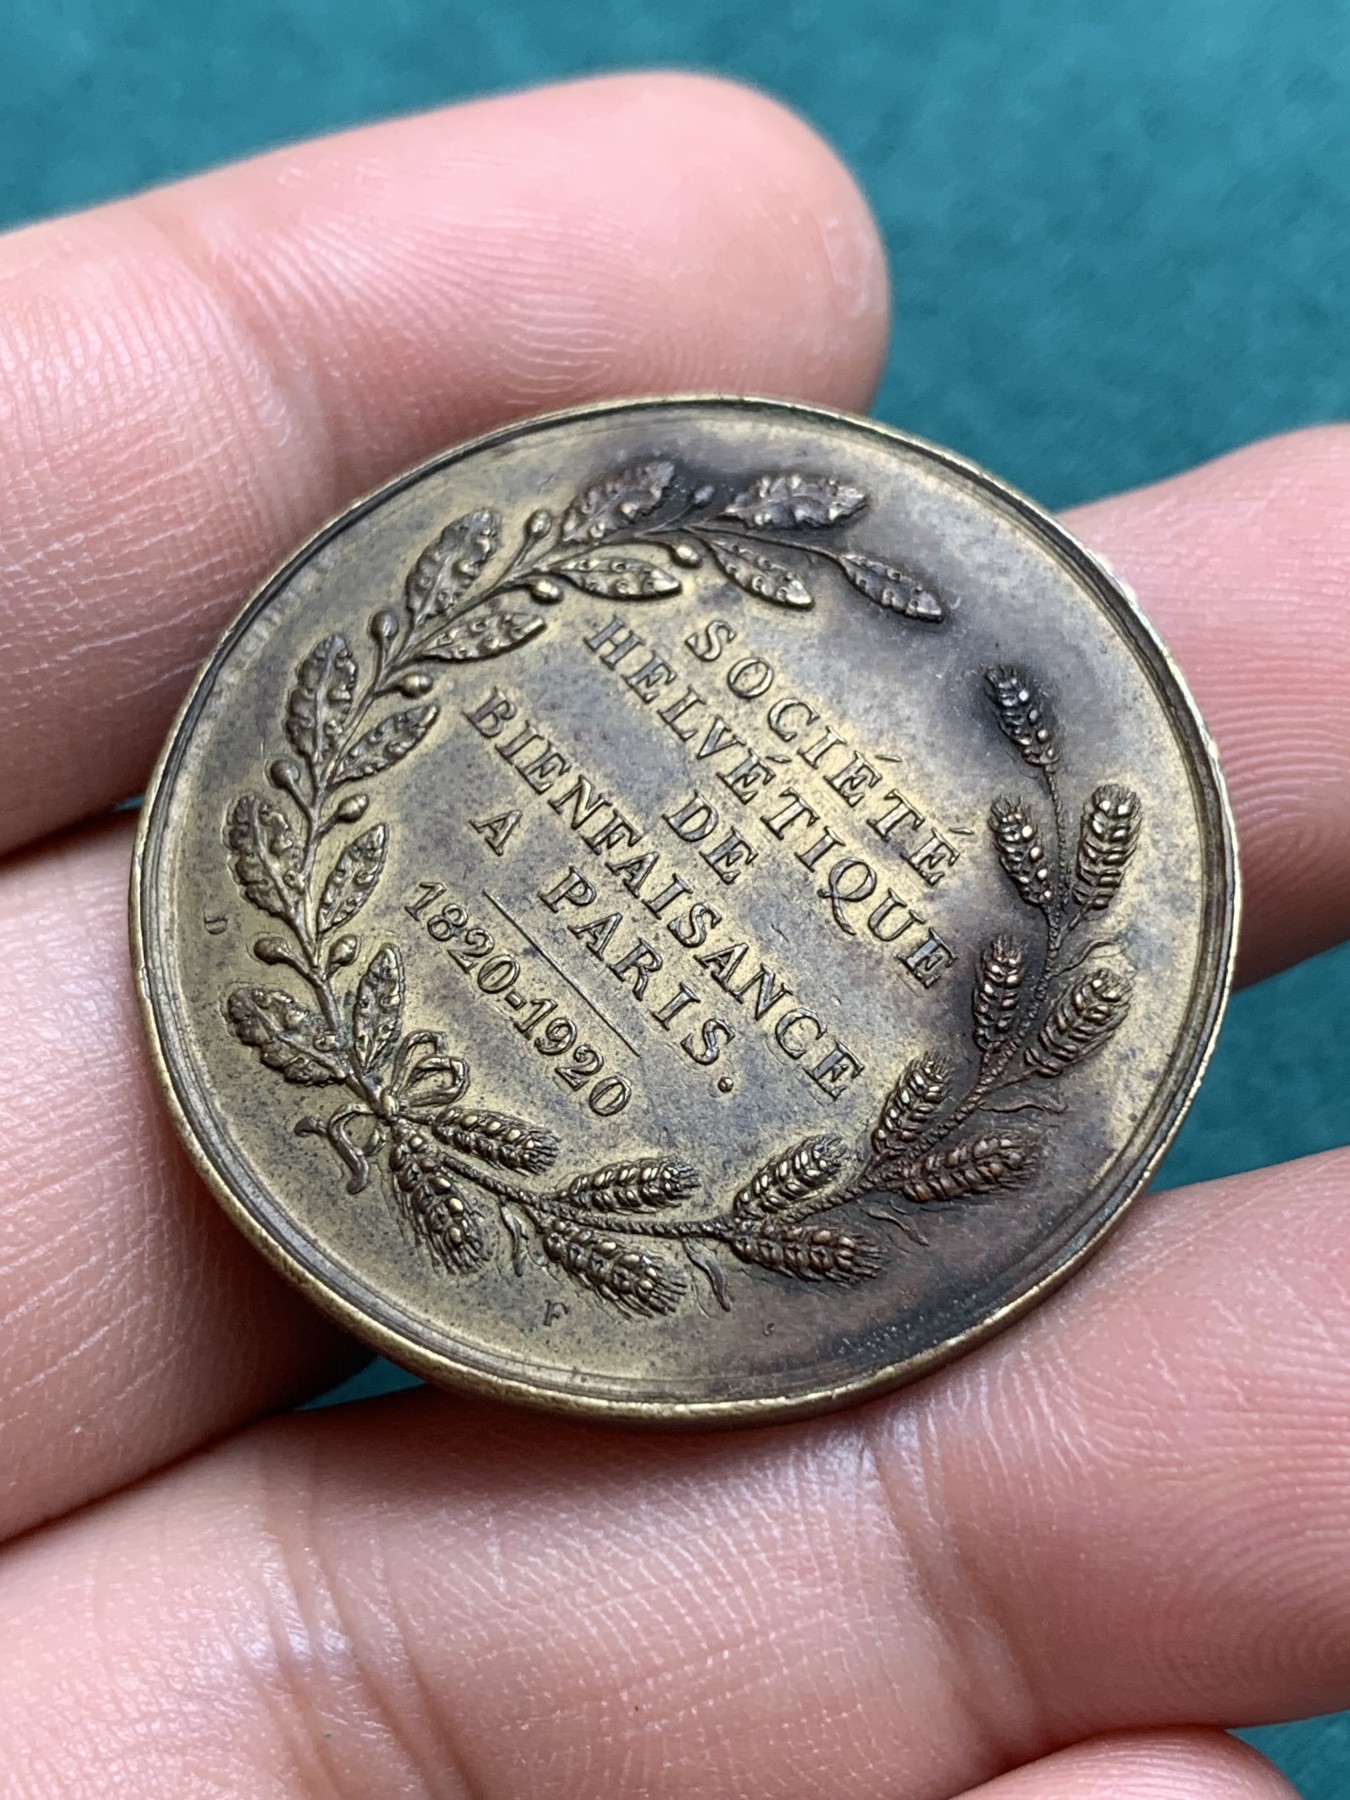 SOCIÉTÉ
HELVÉTIQUE
DE
BIENFAISANCE
A PARIS.
1820-1920
D F